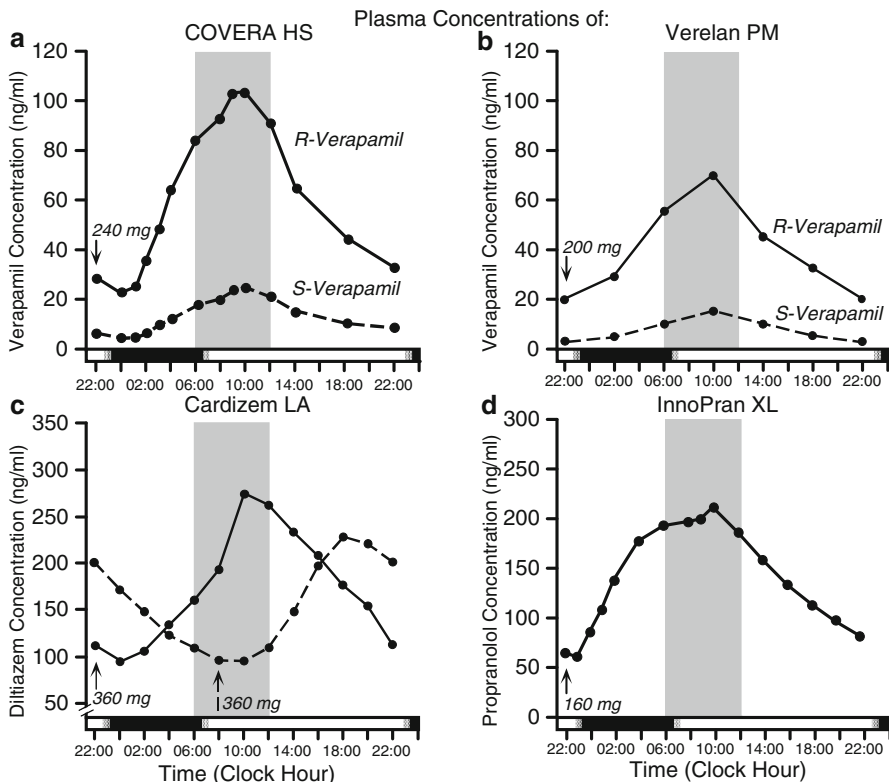 Plasma Concentrations of:
a
COVERA HS
Verapamil Concentration (ng/ml)
120
100
80
60
40
20
0
R-Verapamil
240 mg
S-Verapamil
22:00 02:00 06:00 10:00 14:00 18:00 22:00
b
Verelan PM
Verapamil Concentration (ng/ml)
120
100
80
60
40
20
0
R-Verapamil
200 mg
S-Verapamil
22:00 02:00 06:00 10:00 14:00 18:00 22:00
c
Cardizem LA
Diltiazem Concentration (ng/ml)
350
300
250
200
150
100
50
360 mg
360 mg
22:00 02:00 06:00 10:00 14:00 18:00 22:00
Time (Clock Hour)
d
InnoPran XL
Propranolol Concentration (ng/ml)
300
250
200
150
100
50
0
160 mg
22:00 02:00 06:00 10:00 14:00 18:00 22:00
Time (Clock Hour)